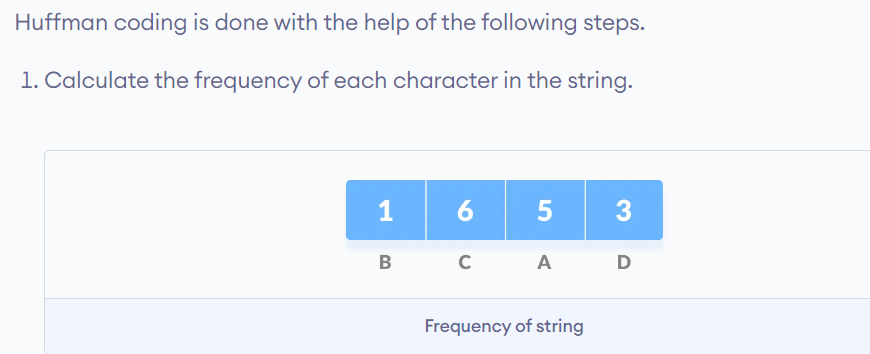 Huffman coding is done with the help of the following steps.
1. Calculate the frequency of each character in the string.
1 6 5 3
B C A D
Frequency of string